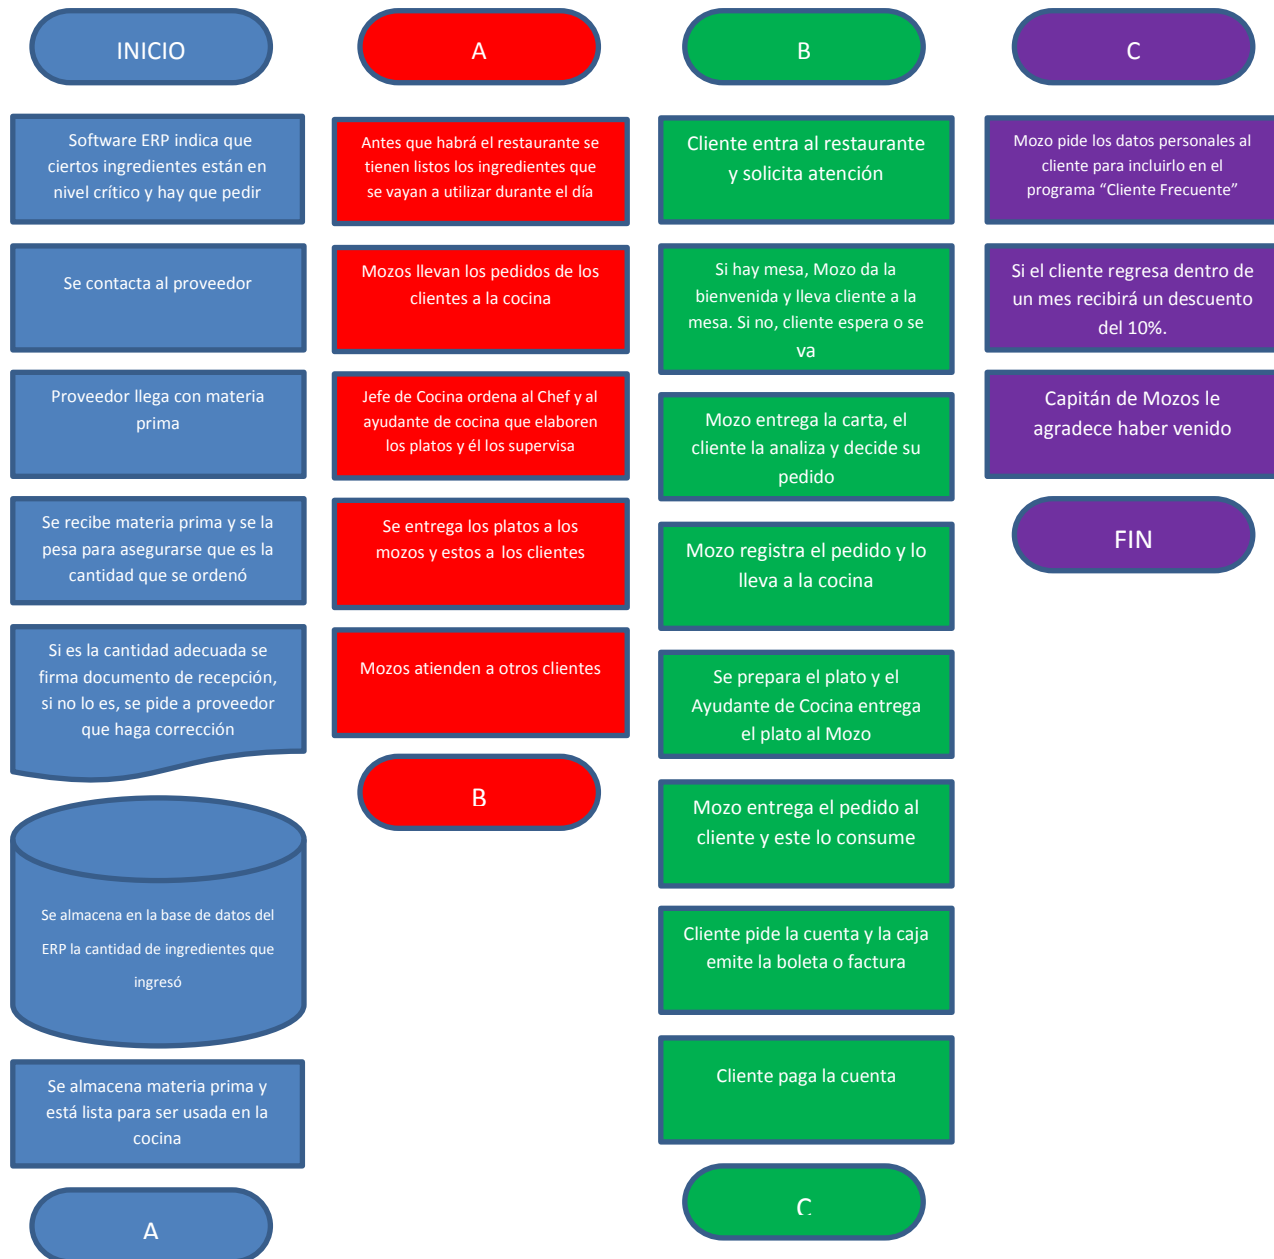 INICIO
Software ERP indica que
ciertos ingredientes están en
nivel crítico y hay que pedir
Se contacta al proveedor
Proveedor llega con materia
prima
Se recibe materia prima y se la
pesa para asegurarse que es la
cantidad que se ordenó
Si es la cantidad adecuada se
firma documento de recepción,
si no lo es, se pide a proveedor
que haga corrección
Se almacena en la base de datos del
ERP la cantidad de ingredientes que
ingresó
Se almacena materia prima y
está lista para ser usada en la
cocina
A
A
Antes que habrá el restaurante se
tienen listos los ingredientes que
se vayan a utilizar durante el día
Mozos llevan los pedidos de los
clientes a la cocina
Jefe de Cocina ordena al Chef y al
ayudante de cocina que elaboren
los platos y él los supervisa
Se entrega los platos a los
mozos y estos a los clientes
Mozos atienden a otros clientes
B
B
Cliente entra al restaurante
y solicita atención
Si hay mesa, Mozo da la
bienvenida y lleva cliente a la
mesa. Si no, cliente espera o se
va
Mozo entrega la carta, el
cliente la analiza y decide su
pedido
Mozo registra el pedido y lo
lleva a la cocina
Se prepara el plato y el
Ayudante de Cocina entrega
el plato al Mozo
Mozo entrega el pedido al
cliente y este lo consume
Cliente pide la cuenta y la caja
emite la boleta o factura
Cliente paga la cuenta
C
C
Mozo pide los datos personales al
cliente para incluirlo en el
programa “Cliente Frecuente”
Si el cliente regresa dentro de
un mes recibirá un descuento
del 10%.
Capitán de Mozos le
agradece haber venido
FIN